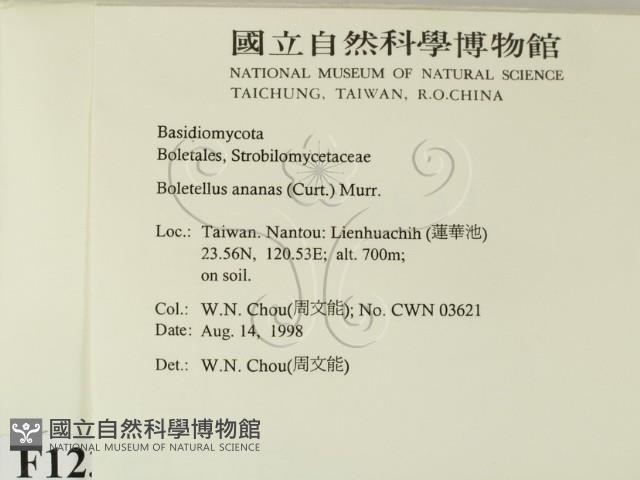 國立自然科學博物館
NATIONAL MUSEUM OF NATURAL SCIENCE
TAICHUNG, TAIWAN, R.O.CHINA
Basidiomycota
Boletales, Strobilomycetaceae
Boletellus ananas (Curt.) Murr.
Loc.: Taiwan. Nantou: Lienhuachih (蓮華池)
23.56N, 120.53E; alt. 700m;
on soil.
Col.: W.N. Chou(周文能); No. CWN 03621
Date: Aug. 14, 1998
Det.: W.N. Chou(周文能)
國立自然科學博物館
NATIONAL MUSEUM OF NATURAL SCIENCE